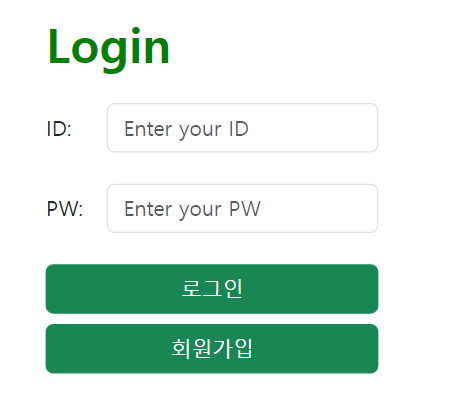 Login
ID: Enter your ID
PW: Enter your PW
로그인
회원가입